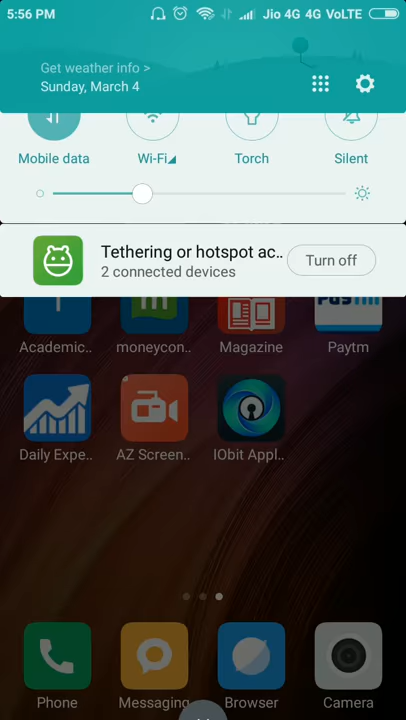 5:56 PM Jio 4G 4G VoLTE
Get weather info >
Sunday, March 4
Mobile data Wi-Fi Torch Silent
Tethering or hotspot ac..
2 connected devices
Turn off
Academic.. moneycon.. Magazine Paytm
Daily Expe.. AZ Screen.. IObit Appl..
Phone Messaging Browser Camera